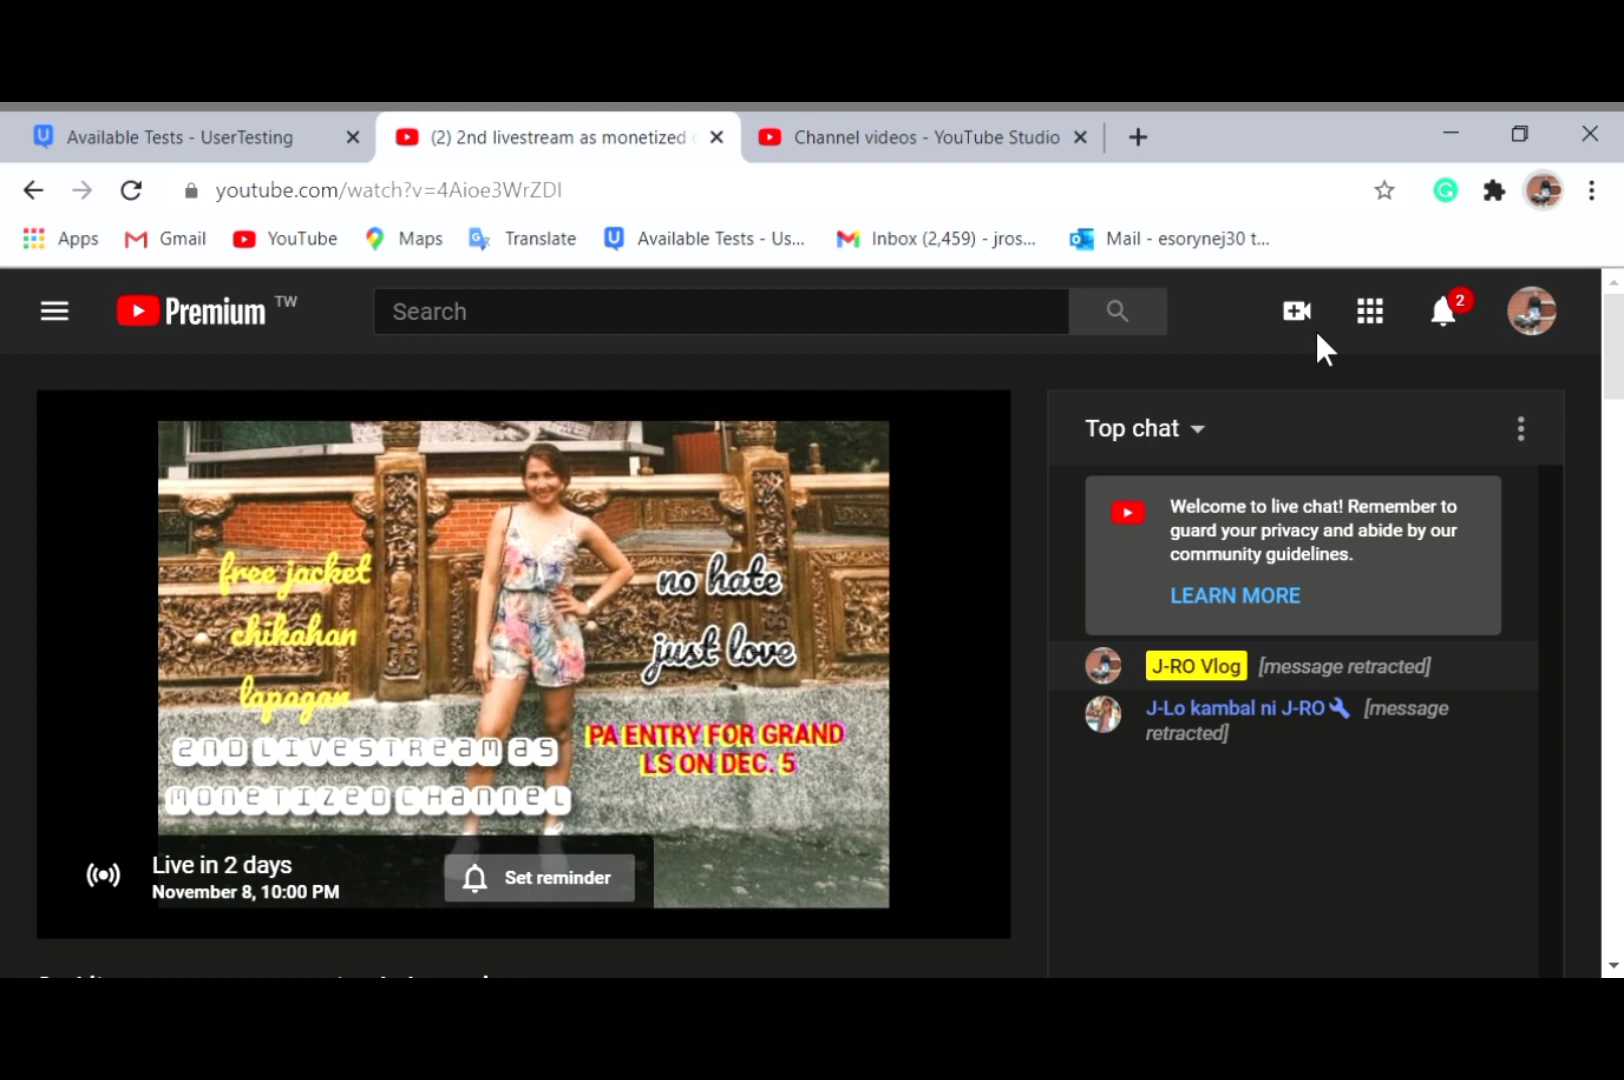 Available Tests - UserTesting
(2) 2nd livestream as monetized
Channel videos - YouTube Studio
youtube.com/watch?v=4Aioe3WrZDI
Apps
Gmail
YouTube
Maps
Translate
Available Tests - Us...
Inbox (2,459) - jros...
Mail - esorynej30 t...
Premium TW
Search
2
free jacket
chikahan
lapagan
no hate
just love
2ND LIVESTREAM AS
MONETIZED CHANNEL
PA ENTRY FOR GRAND
LS ON DEC. 5
Live in 2 days
November 8, 10:00 PM
Set reminder
Top chat
Welcome to live chat! Remember to
guard your privacy and abide by our
community guidelines.
LEARN MORE
J-RO Vlog [message retracted]
J-Lo kambal ni J-RO [message
retracted]